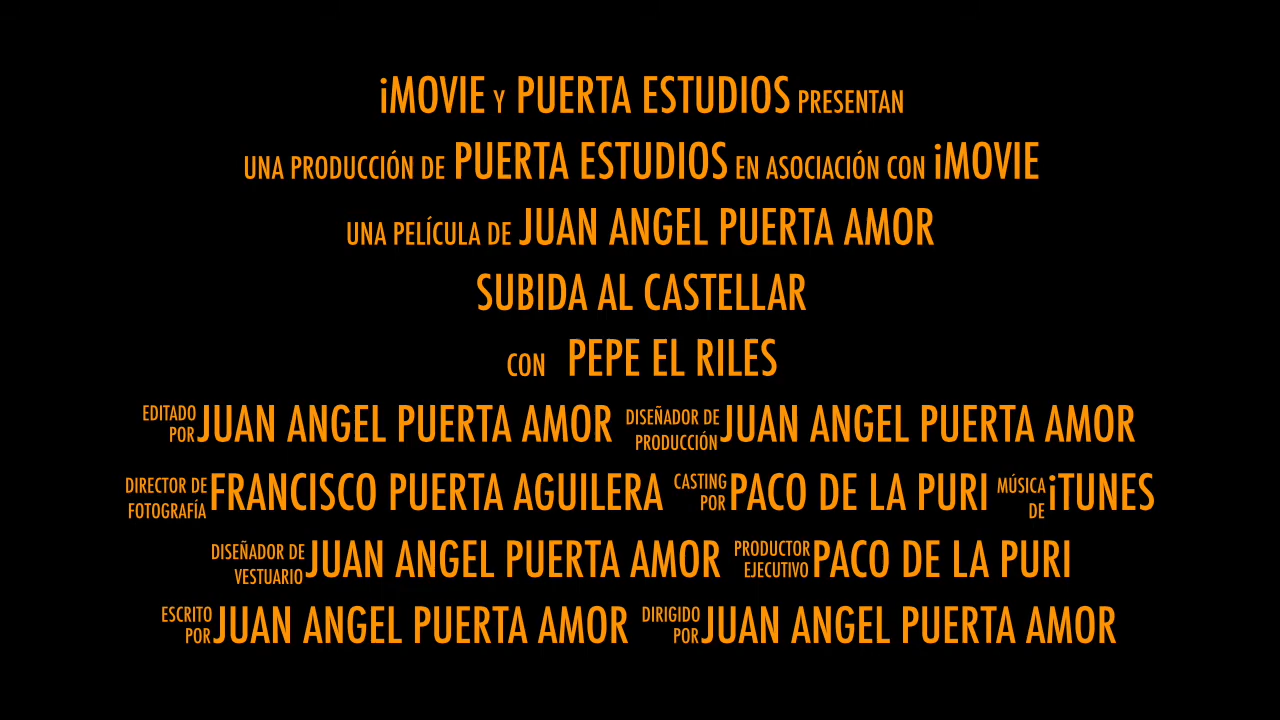 iMOVIE Y PUERTA ESTUDIOS PRESENTAN
UNA PRODUCCIÓN DE PUERTA ESTUDIOS EN ASOCIACIÓN CON iMOVIE
UNA PELÍCULA DE JUAN ANGEL PUERTA AMOR
SUBIDA AL CASTELLAR
CON PEPE EL RILES
EDITADO POR JUAN ANGEL PUERTA AMOR DISEÑADOR DE PRODUCCIÓN JUAN ANGEL PUERTA AMOR
DIRECTOR DE FOTOGRAFÍA FRANCISCO PUERTA AGUILERA CASTING POR PACO DE LA PURI MÚSICA DE iTUNES
DISEÑADOR DE VESTUARIO JUAN ANGEL PUERTA AMOR PRODUCTOR EJECUTIVO PACO DE LA PURI
ESCRITO POR JUAN ANGEL PUERTA AMOR DIRIGIDO POR JUAN ANGEL PUERTA AMOR